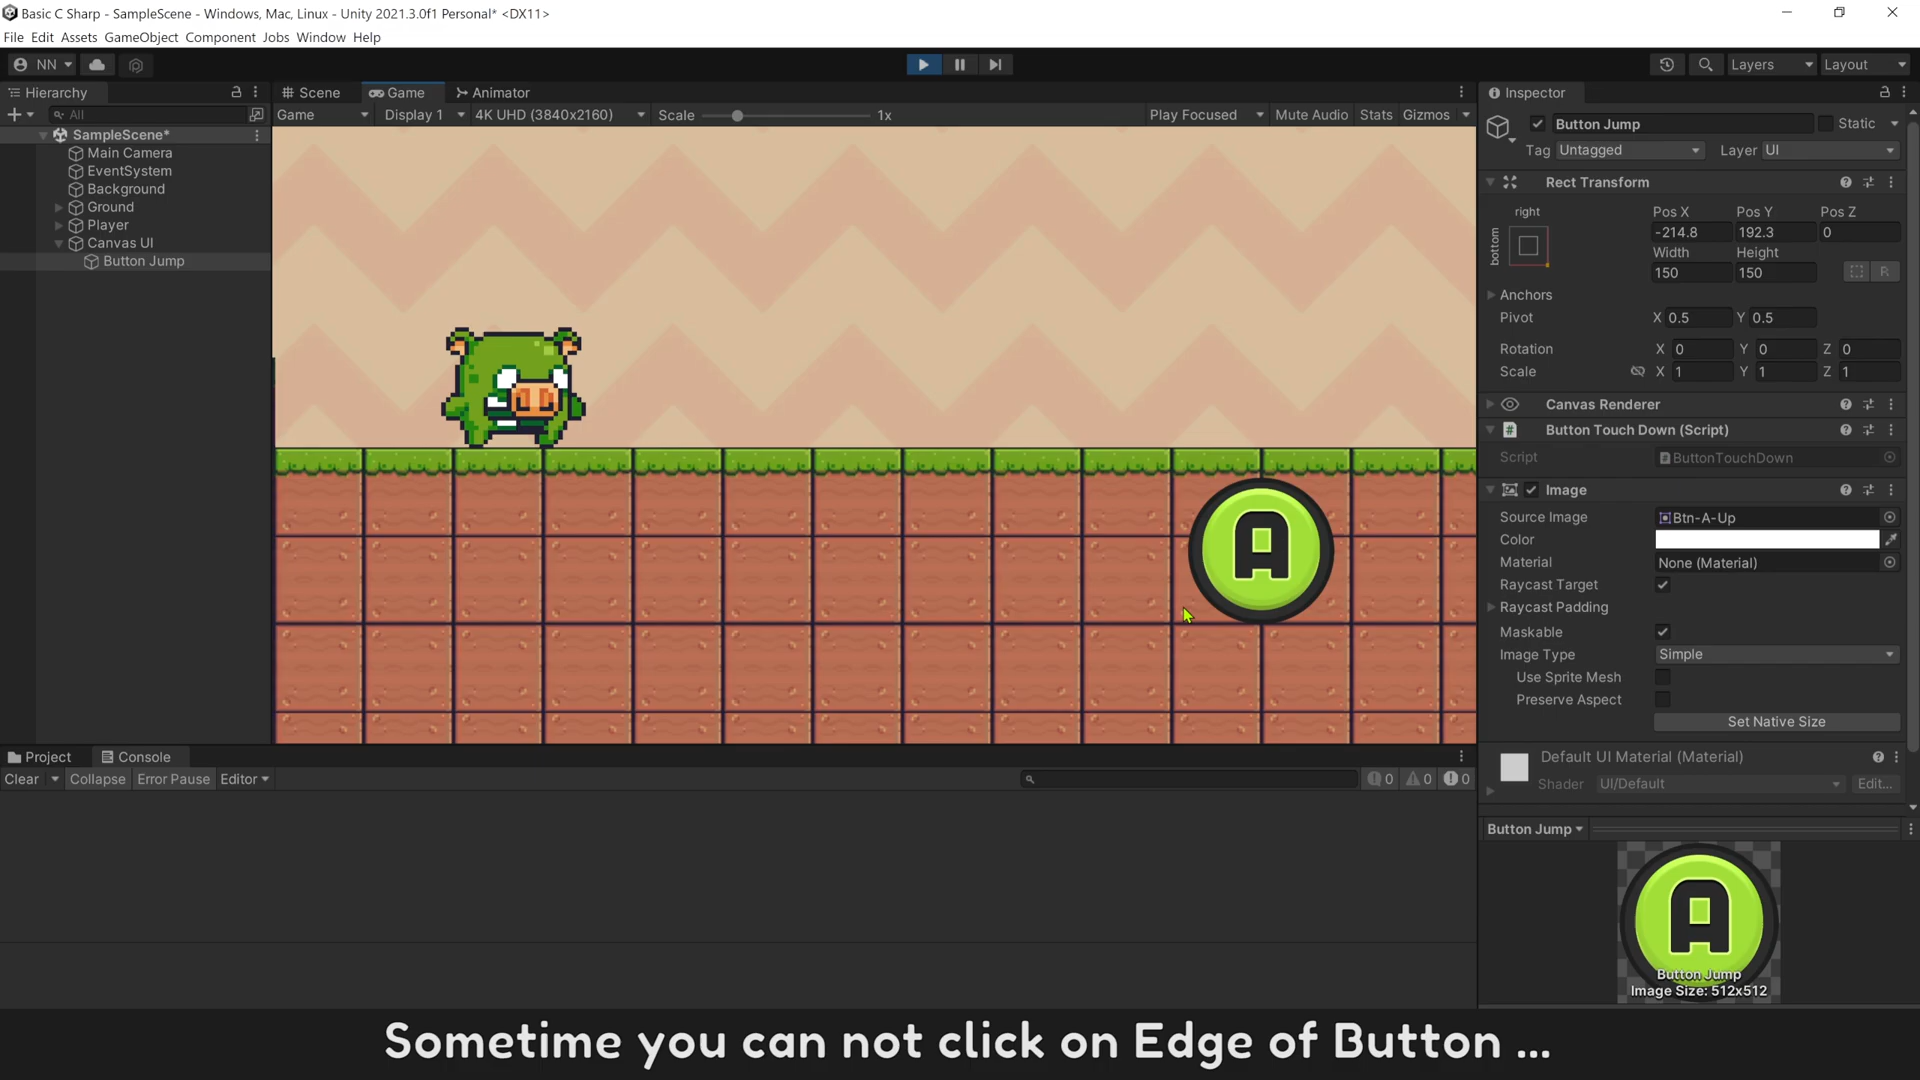 Basic C Sharp - SampleScene - Windows, Mac, Linux - Unity 2021.3.0f1 Personal* <DX11>
File Edit Assets GameObject Component Jobs Window Help
NN
Layers
Layout
Hierarchy
All
SampleScene*
Main Camera
EventSystem
Background
Ground
Player
Canvas UI
Button Jump
Scene
Game
Animator
Game
Display 1
4K UHD (3840x2160)
Scale
1x
Play Focused
Mute Audio
Stats
Gizmos
A
Inspector
Button Jump
Static
Tag Untagged
Layer UI
Rect Transform
right
bottom
Pos X Pos Y Pos Z
-214.8 192.3 0
Width Height
150 150
R
Anchors
Pivot X 0.5 Y 0.5
Rotation X 0 Y 0 Z 0
Scale X 1 Y 1 Z 1
Canvas Renderer
Button Touch Down (Script)
Script ButtonTouchDown
Image
Source Image Btn-A-Up
Color
Material None (Material)
Raycast Target
Raycast Padding
Maskable
Image Type Simple
Use Sprite Mesh
Preserve Aspect
Set Native Size
Default UI Material (Material)
Shader UI/Default Edit...
Button Jump
A
Button Jump
Image Size: 512x512
Project
Console
Clear Collapse Error Pause Editor
0 0 0
Sometime you can not click on Edge of Button ...